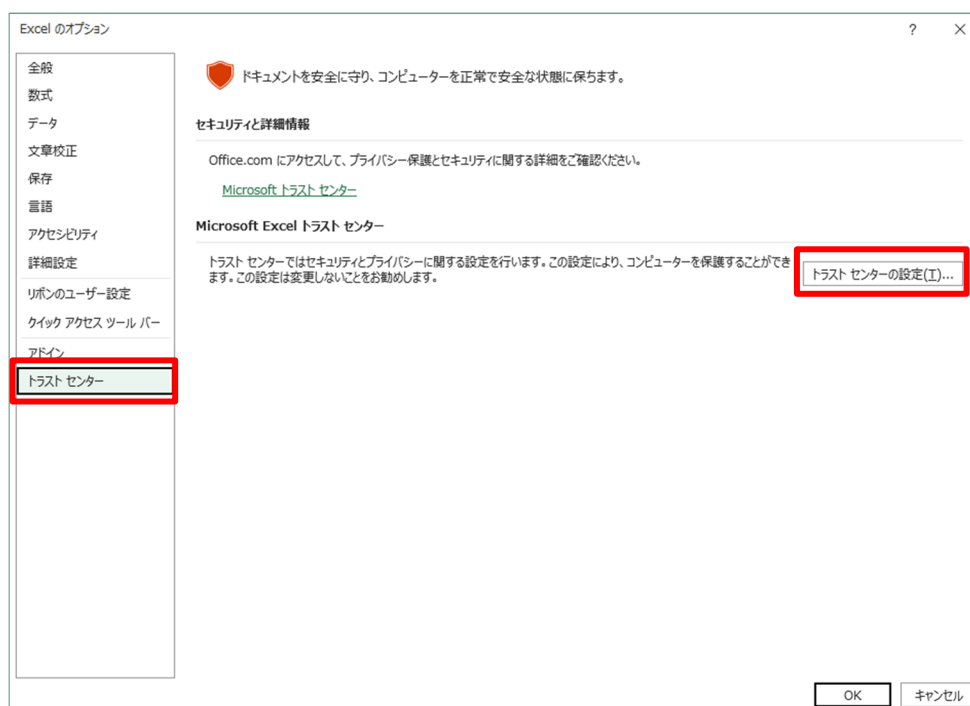 Excel のオプション
?
×
全般
数式
データ
文章校正
保存
言語
アクセシビリティ
詳細設定
リボンのユーザー設定
クイック アクセス ツール バー
アドイン
トラスト センター
ドキュメントを安全に守り、コンピューターを正常で安全な状態に保ちます。
セキュリティと詳細情報
Office.com にアクセスして、プライバシー保護とセキュリティに関する詳細をご確認ください。
Microsoft トラスト センター
Microsoft Excel トラスト センター
トラスト センターではセキュリティとプライバシーに関する設定を行います。この設定により、コンピューターを保護することができ
ます。この設定は変更しないことをお勧めします。
トラスト センターの設定(T)...
OK
キャンセル